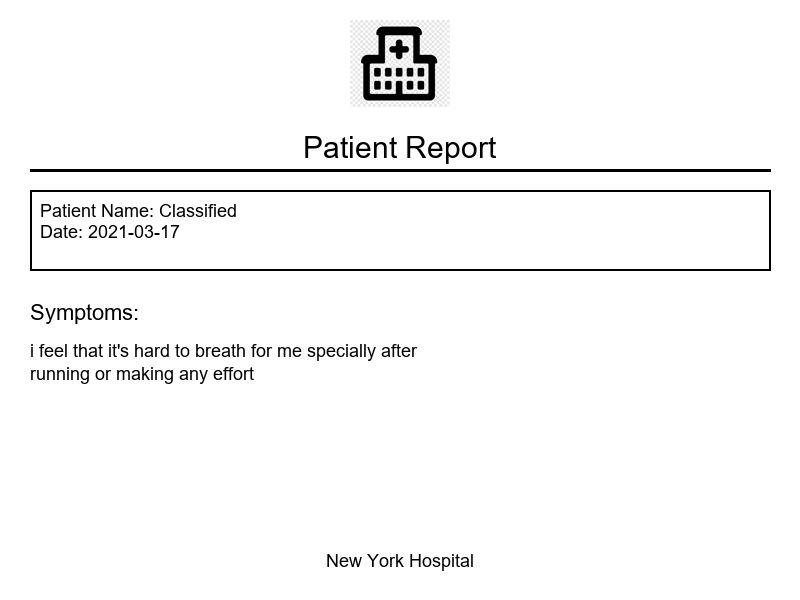 Patient Report
Patient Name: Classified
Date: 2021-03-17
Symptoms:
i feel that it's hard to breath for me specially after
running or making any effort
New York Hospital